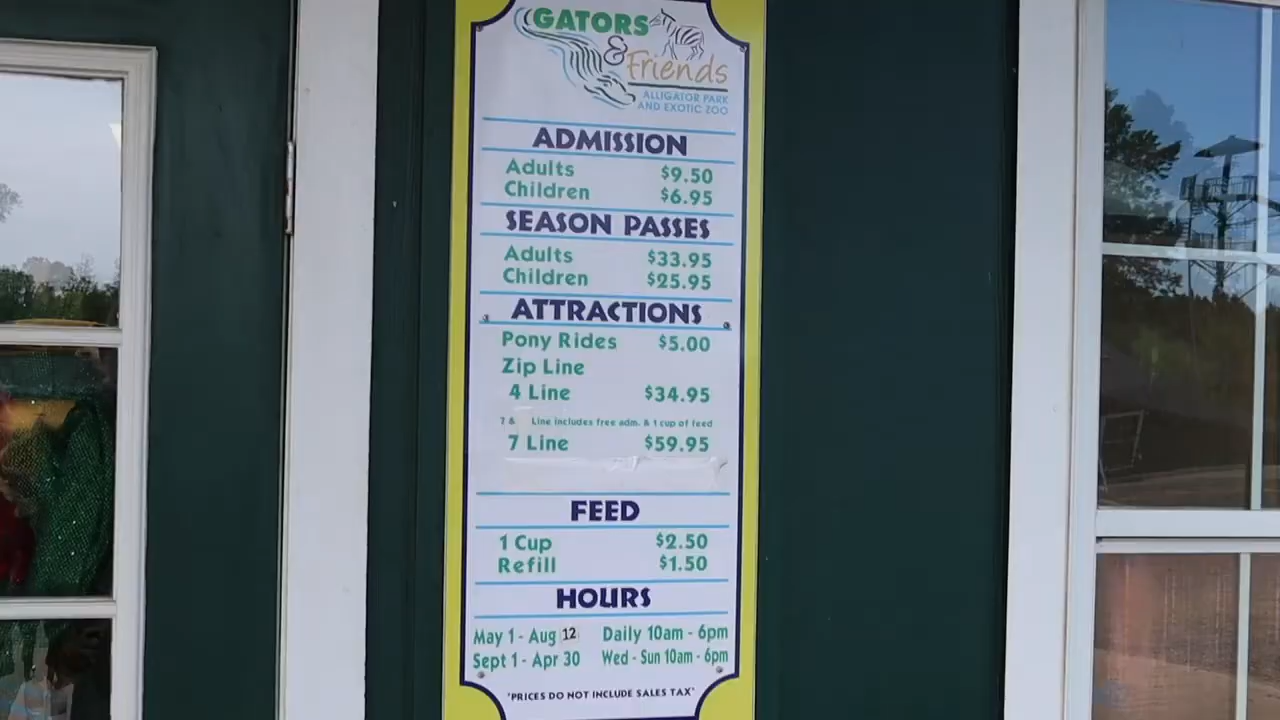 GATORS
&
Friends
ALLIGATOR PARK
AND EXOTIC ZOO
ADMISSION
Adults $9.50
Children $6.95
SEASON PASSES
Adults $33.95
Children $25.95
ATTRACTIONS
Pony Rides $5.00
Zip Line
4 Line $34.95
7 & Line includes free adm. & 1 cup of feed
7 Line $59.95
FEED
1 Cup $2.50
Refill $1.50
HOURS
May 1 - Aug 12 Daily 10am - 6pm
Sept 1 - Apr 30 Wed - Sun 10am - 6pm
*PRICES DO NOT INCLUDE SALES TAX*